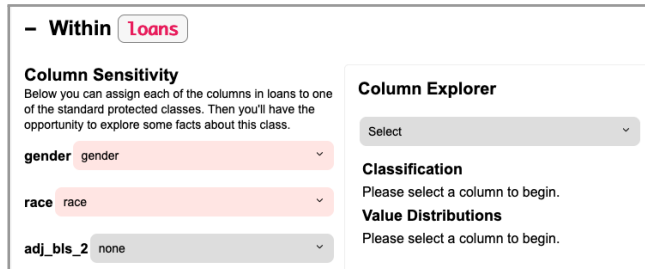 – Within loans
Column Sensitivity
Below you can assign each of the columns in loans to one
of the standard protected classes. Then you'll have the
opportunity to explore some facts about this class.
gender gender
race race
adj_bls_2 none
Column Explorer
Select
Classification
Please select a column to begin.
Value Distributions
Please select a column to begin.